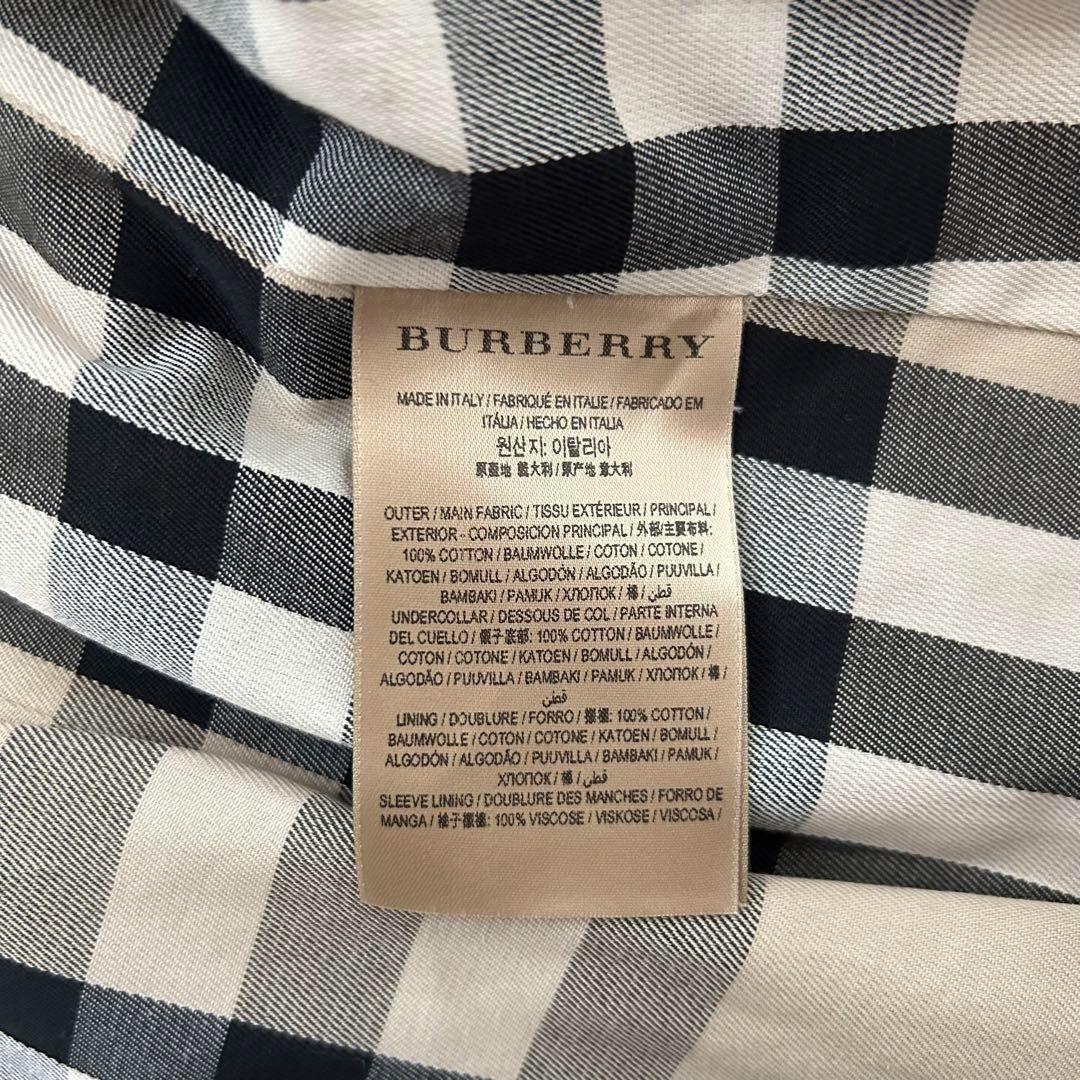 BURBERRY
MADE IN ITALY / FABRIQUÉ EN ITALIE / FABRICADO EM
ITÁLIA / HECHO EN ITALIA
원산지: 이탈리아
原產地 義大利 / 原产地 意大利
OUTER / MAIN FABRIC / TISSU EXTÉRIEUR / PRINCIPAL /
EXTERIOR - COMPOSICION PRINCIPAL / 外部/主要布料:
100% COTTON / BAUMWOLLE / COTON / COTONE /
KATOEN / BOMULL / ALGODÓN / ALGODÃO / PUUVILLA /
BAMBAKI / PAMUK / ХЛОПОК / 棉 / قطن /
UNDERCOLLAR / DESSOUS DE COL / PARTE INTERNA
DEL CUELLO / 領子底部: 100% COTTON / BAUMWOLLE /
COTON / COTONE / KATOEN / BOMULL / ALGODÓN /
ALGODÃO / PUUVILLA / BAMBAKI / PAMUK / ХЛОПОК / 棉 /
قطن
LINING / DOUBLURE / FORRO / 100% COTTON /
BAUMWOLLE / COTON / COTONE / KATOEN / BOMULL /
ALGODÓN / ALGODÃO / PUUVILLA / BAMBAKI / PAMUK /
ХЛОПОК / 棉 / قطن
SLEEVE LINING / DOUBLURE DES MANCHES / FORRO DE
MANGA / 100% VISCOSE / VISKOSE / VISCOSA /